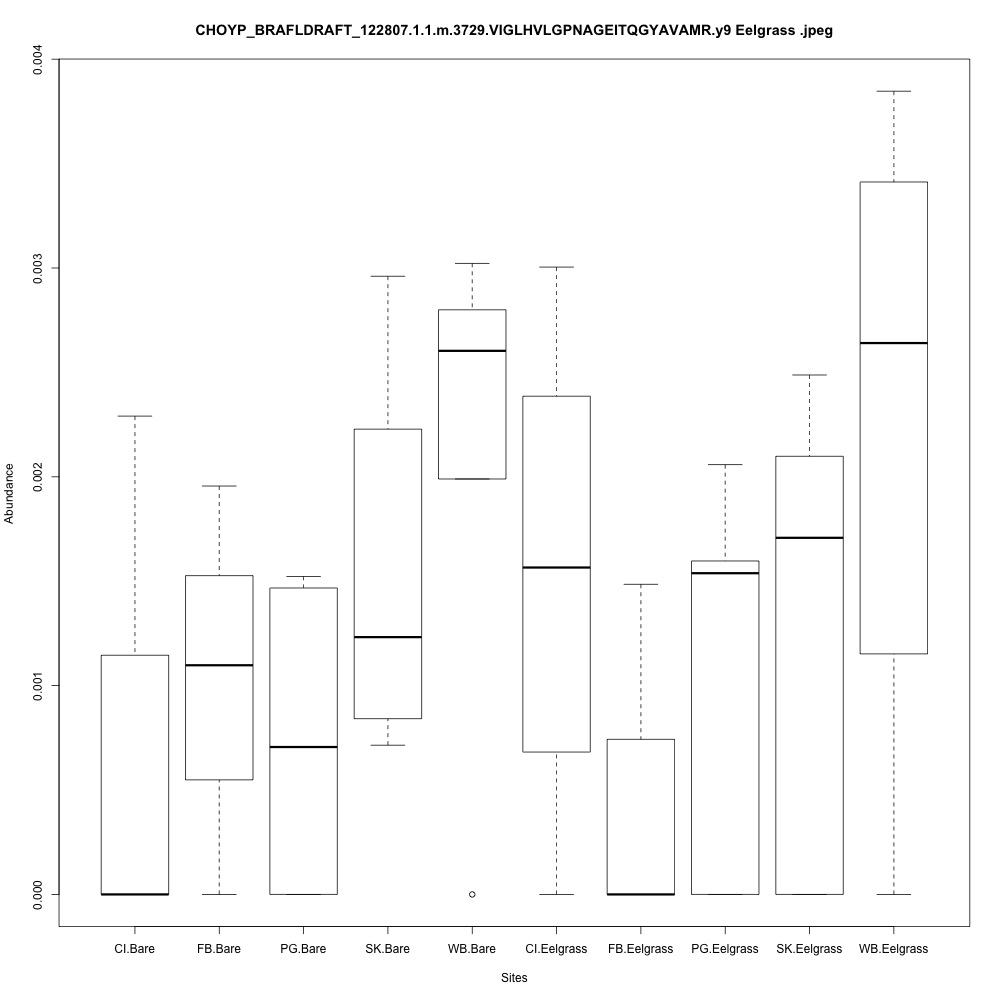 CHOYP_BRAFLDRAFT_122807.1.1.m.3729.VIGLHVLGPNAGEITQGYAVAMR.y9 Eelgrass .jpeg
Abundance
0.004
0.003
0.002
0.001
0.000
CI.Bare FB.Bare PG.Bare SK.Bare WB.Bare CI.Eelgrass FB.Eelgrass PG.Eelgrass SK.Eelgrass WB.Eelgrass
Sites